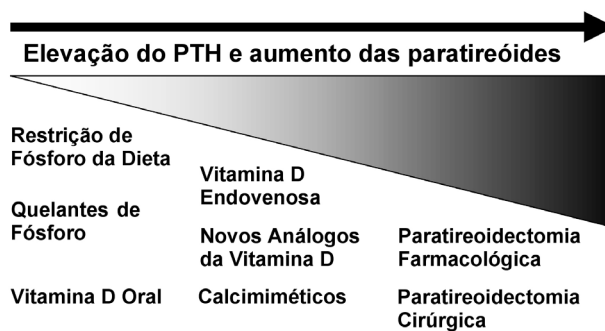 Elevação do PTH e aumento das paratireóides
Restrição de
Fósforo da Dieta
Quelantes de
Fósforo
Vitamina D Oral
Vitamina D
Endovenosa
Novos Análogos
da Vitamina D
Calcimiméticos
Paratireoidectomia
Farmacológica
Paratireoidectomia
Cirúrgica